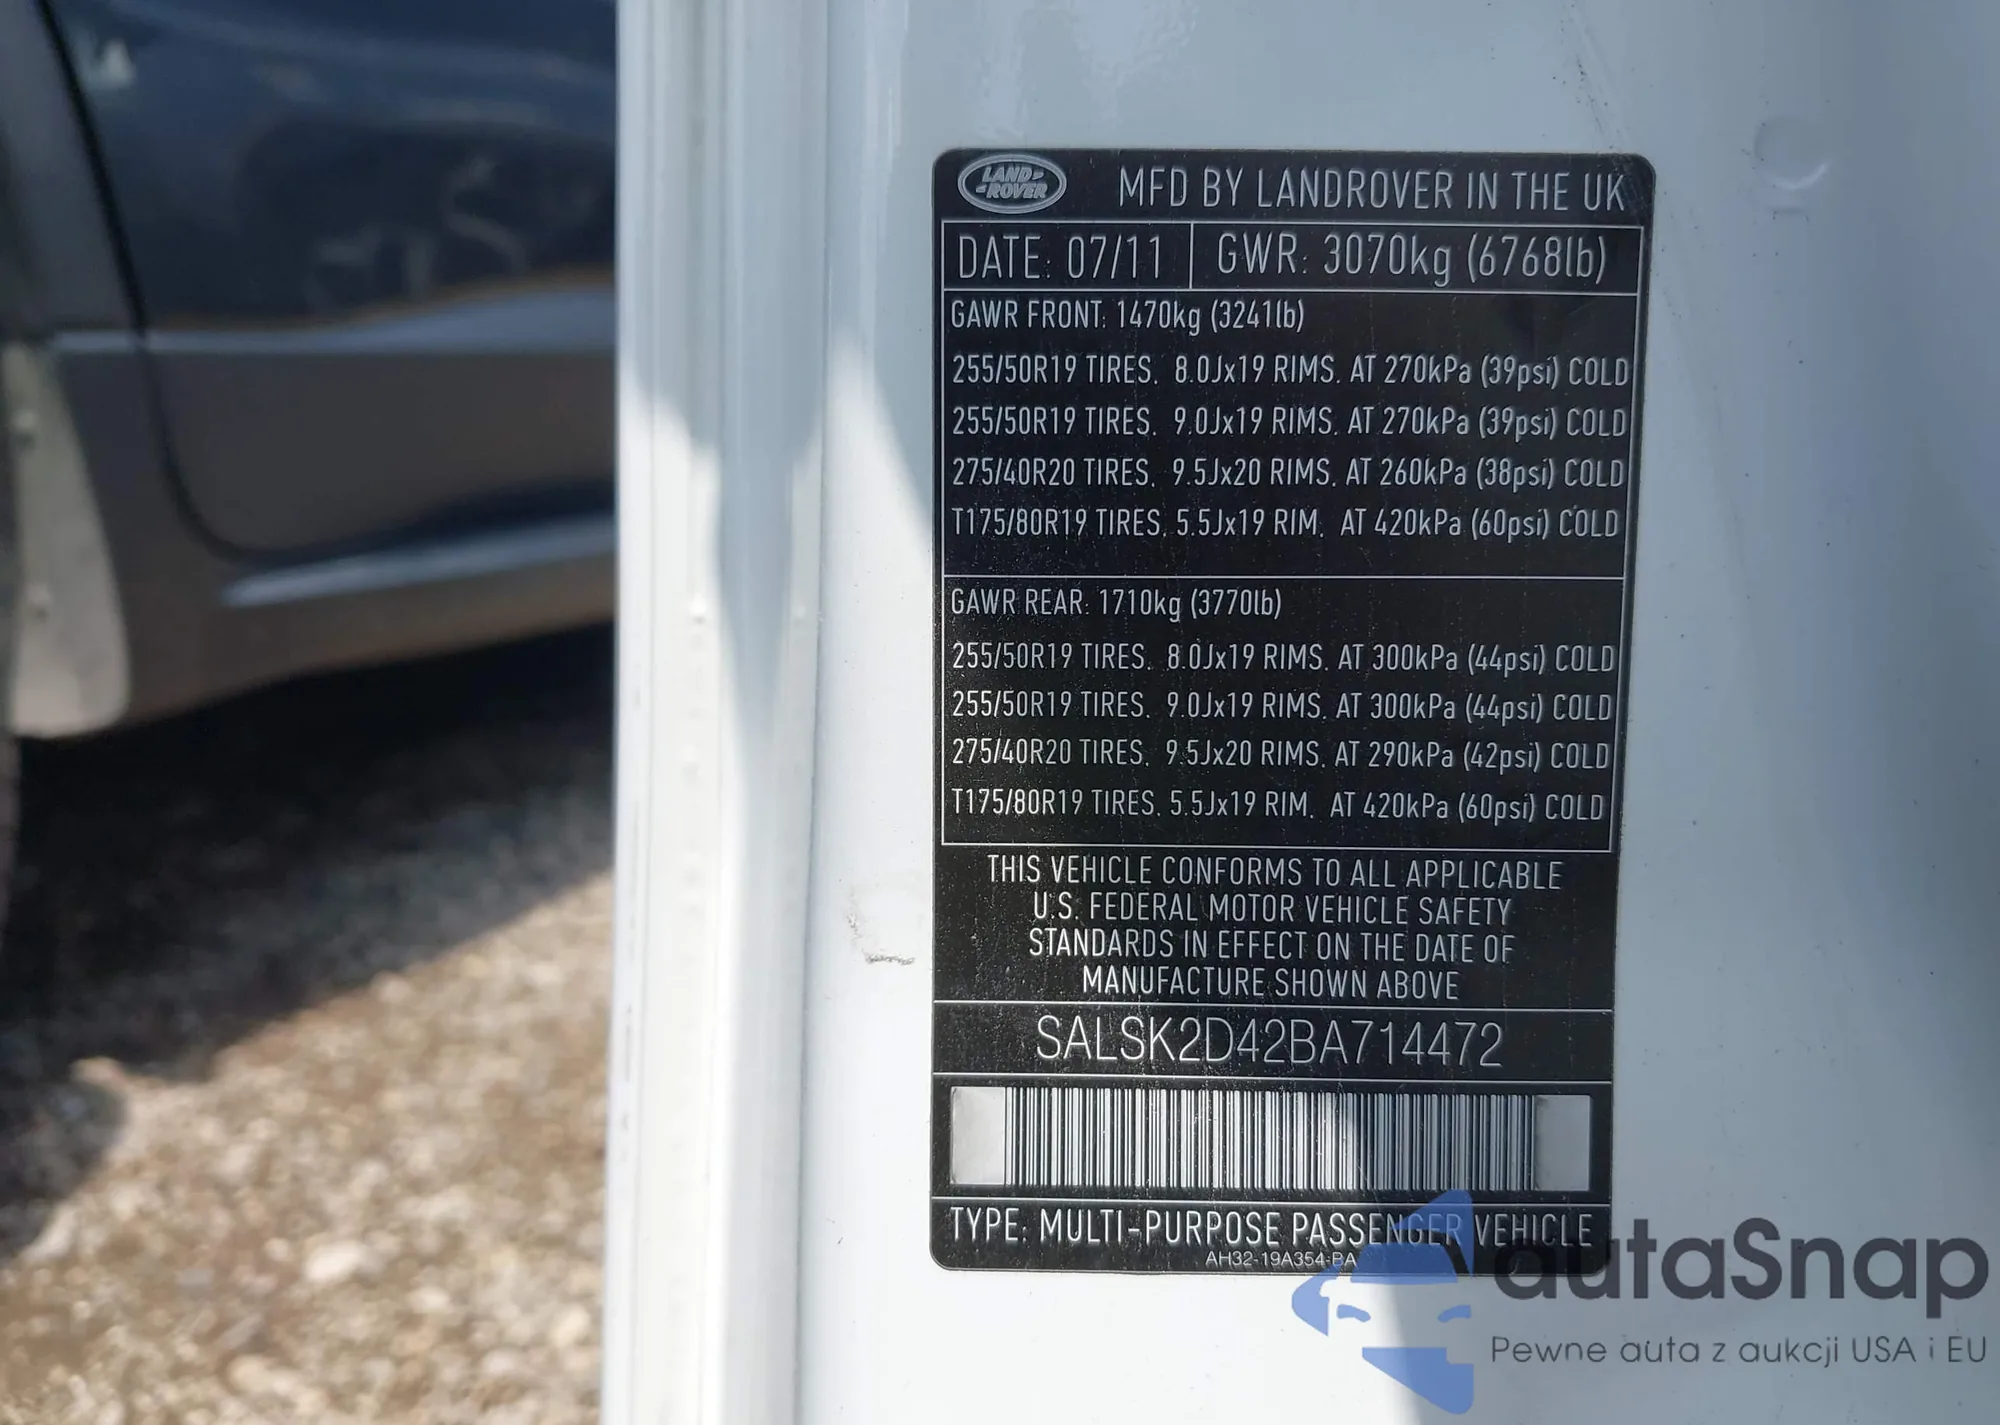 LAND ROVER
MFD BY LANDROVER IN THE UK
DATE: 07/11 GWR: 3070kg (6768lb)
GAWR FRONT: 1470kg (3241lb)
255/50R19 TIRES. 8.0Jx19 RIMS. AT 270kPa (39psi) COLD
255/50R19 TIRES. 9.0Jx19 RIMS. AT 270kPa (39psi) COLD
275/40R20 TIRES. 9.5Jx20 RIMS. AT 260kPa (38psi) COLD
T175/80R19 TIRES. 5.5Jx19 RIM. AT 420kPa (60psi) COLD
GAWR REAR: 1710kg (3770lb)
255/50R19 TIRES. 8.0Jx19 RIMS. AT 300kPa (44psi) COLD
255/50R19 TIRES. 9.0Jx19 RIMS. AT 300kPa (44psi) COLD
275/40R20 TIRES. 9.5Jx20 RIMS. AT 290kPa (42psi) COLD
T175/80R19 TIRES. 5.5Jx19 RIM. AT 420kPa (60psi) COLD
THIS VEHICLE CONFORMS TO ALL APPLICABLE
U.S. FEDERAL MOTOR VEHICLE SAFETY
STANDARDS IN EFFECT ON THE DATE OF
MANUFACTURE SHOWN ABOVE
SALSK2D42BA714472
TYPE: MULTI-PURPOSE PASSENGER VEHICLE
AH32-19A354-BA
autaSnap
Pewne auta z aukcji USA i EU